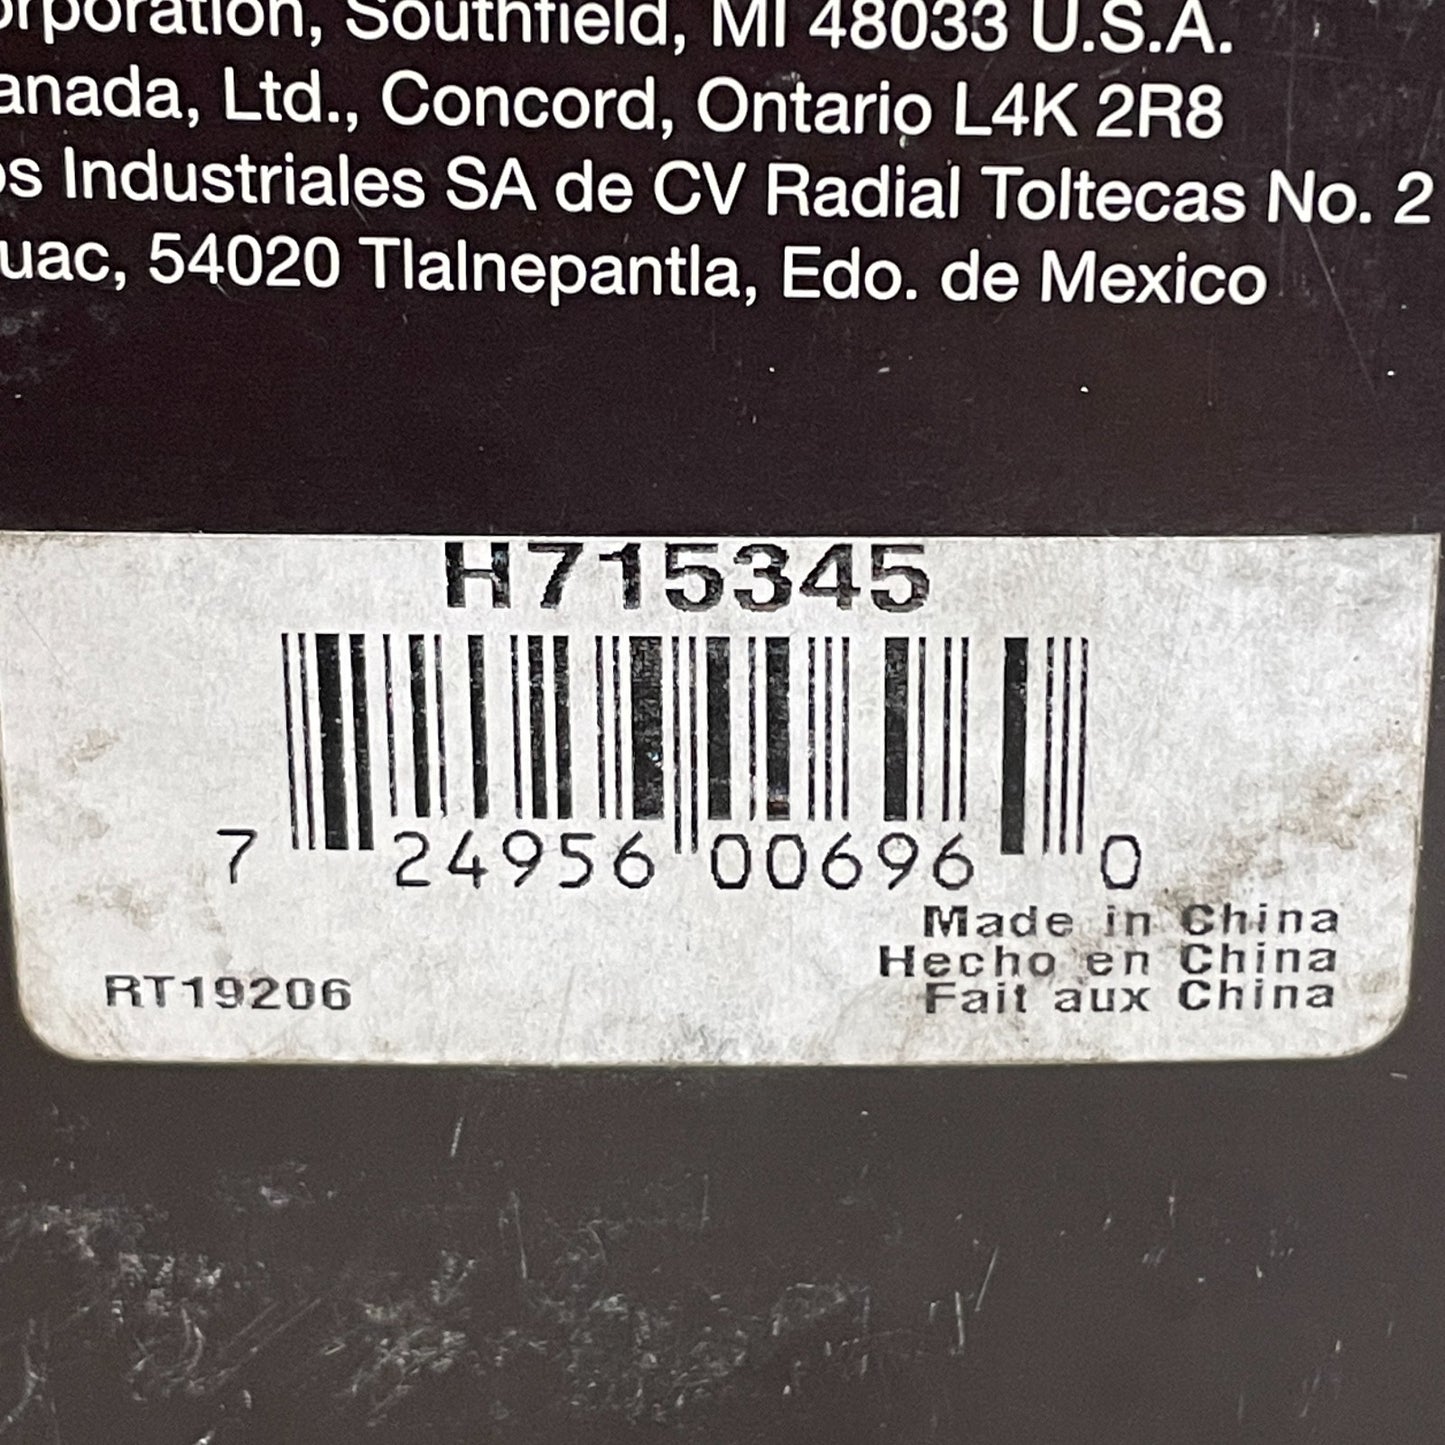 orporation, Southfield, MI 48033 U.S.A.
anada, Ltd., Concord, Ontario L4K 2R8
os Industriales SA de CV Radial Toltecas No. 2
uac, 54020 Tlalnepantla, Edo. de Mexico
H715345
7 24956 00696 0
Made in China
Hecho en China
Fait aux China
RT19206